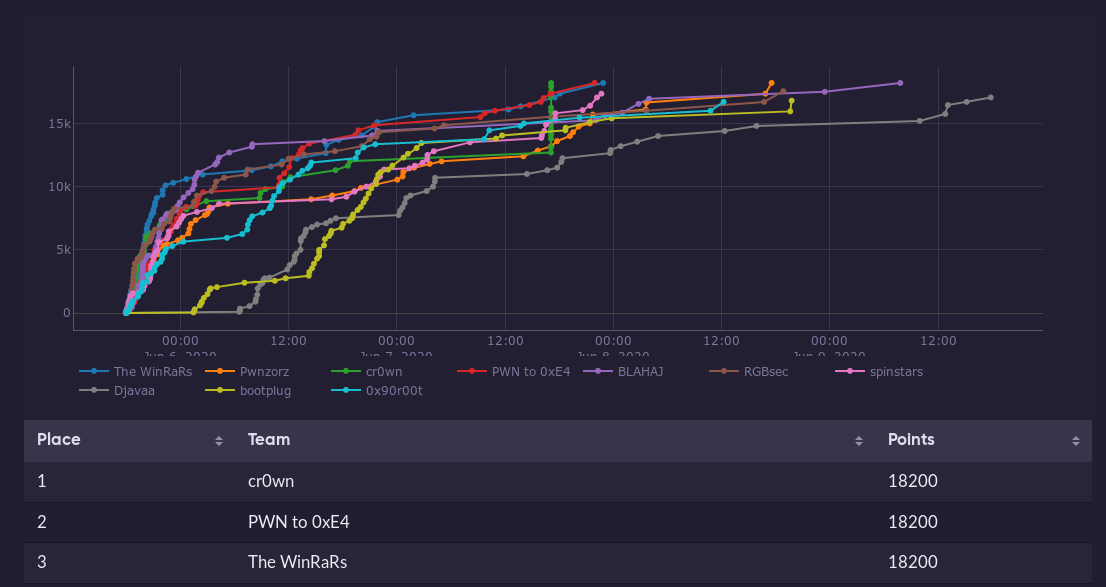 15k
10k
5k
0
00:00 12:00 00:00 12:00 00:00 12:00 00:00 12:00
Jun 6, 2020 Jun 7, 2020 Jun 8, 2020 Jun 9, 2020
The WinRaRs Pwnzorz cr0wn PWN to 0xE4 BLAHAJ RGBsec spinstars
Djavaa bootplug 0x90r00t
Place Team Points
1 cr0wn 18200
2 PWN to 0xE4 18200
3 The WinRaRs 18200